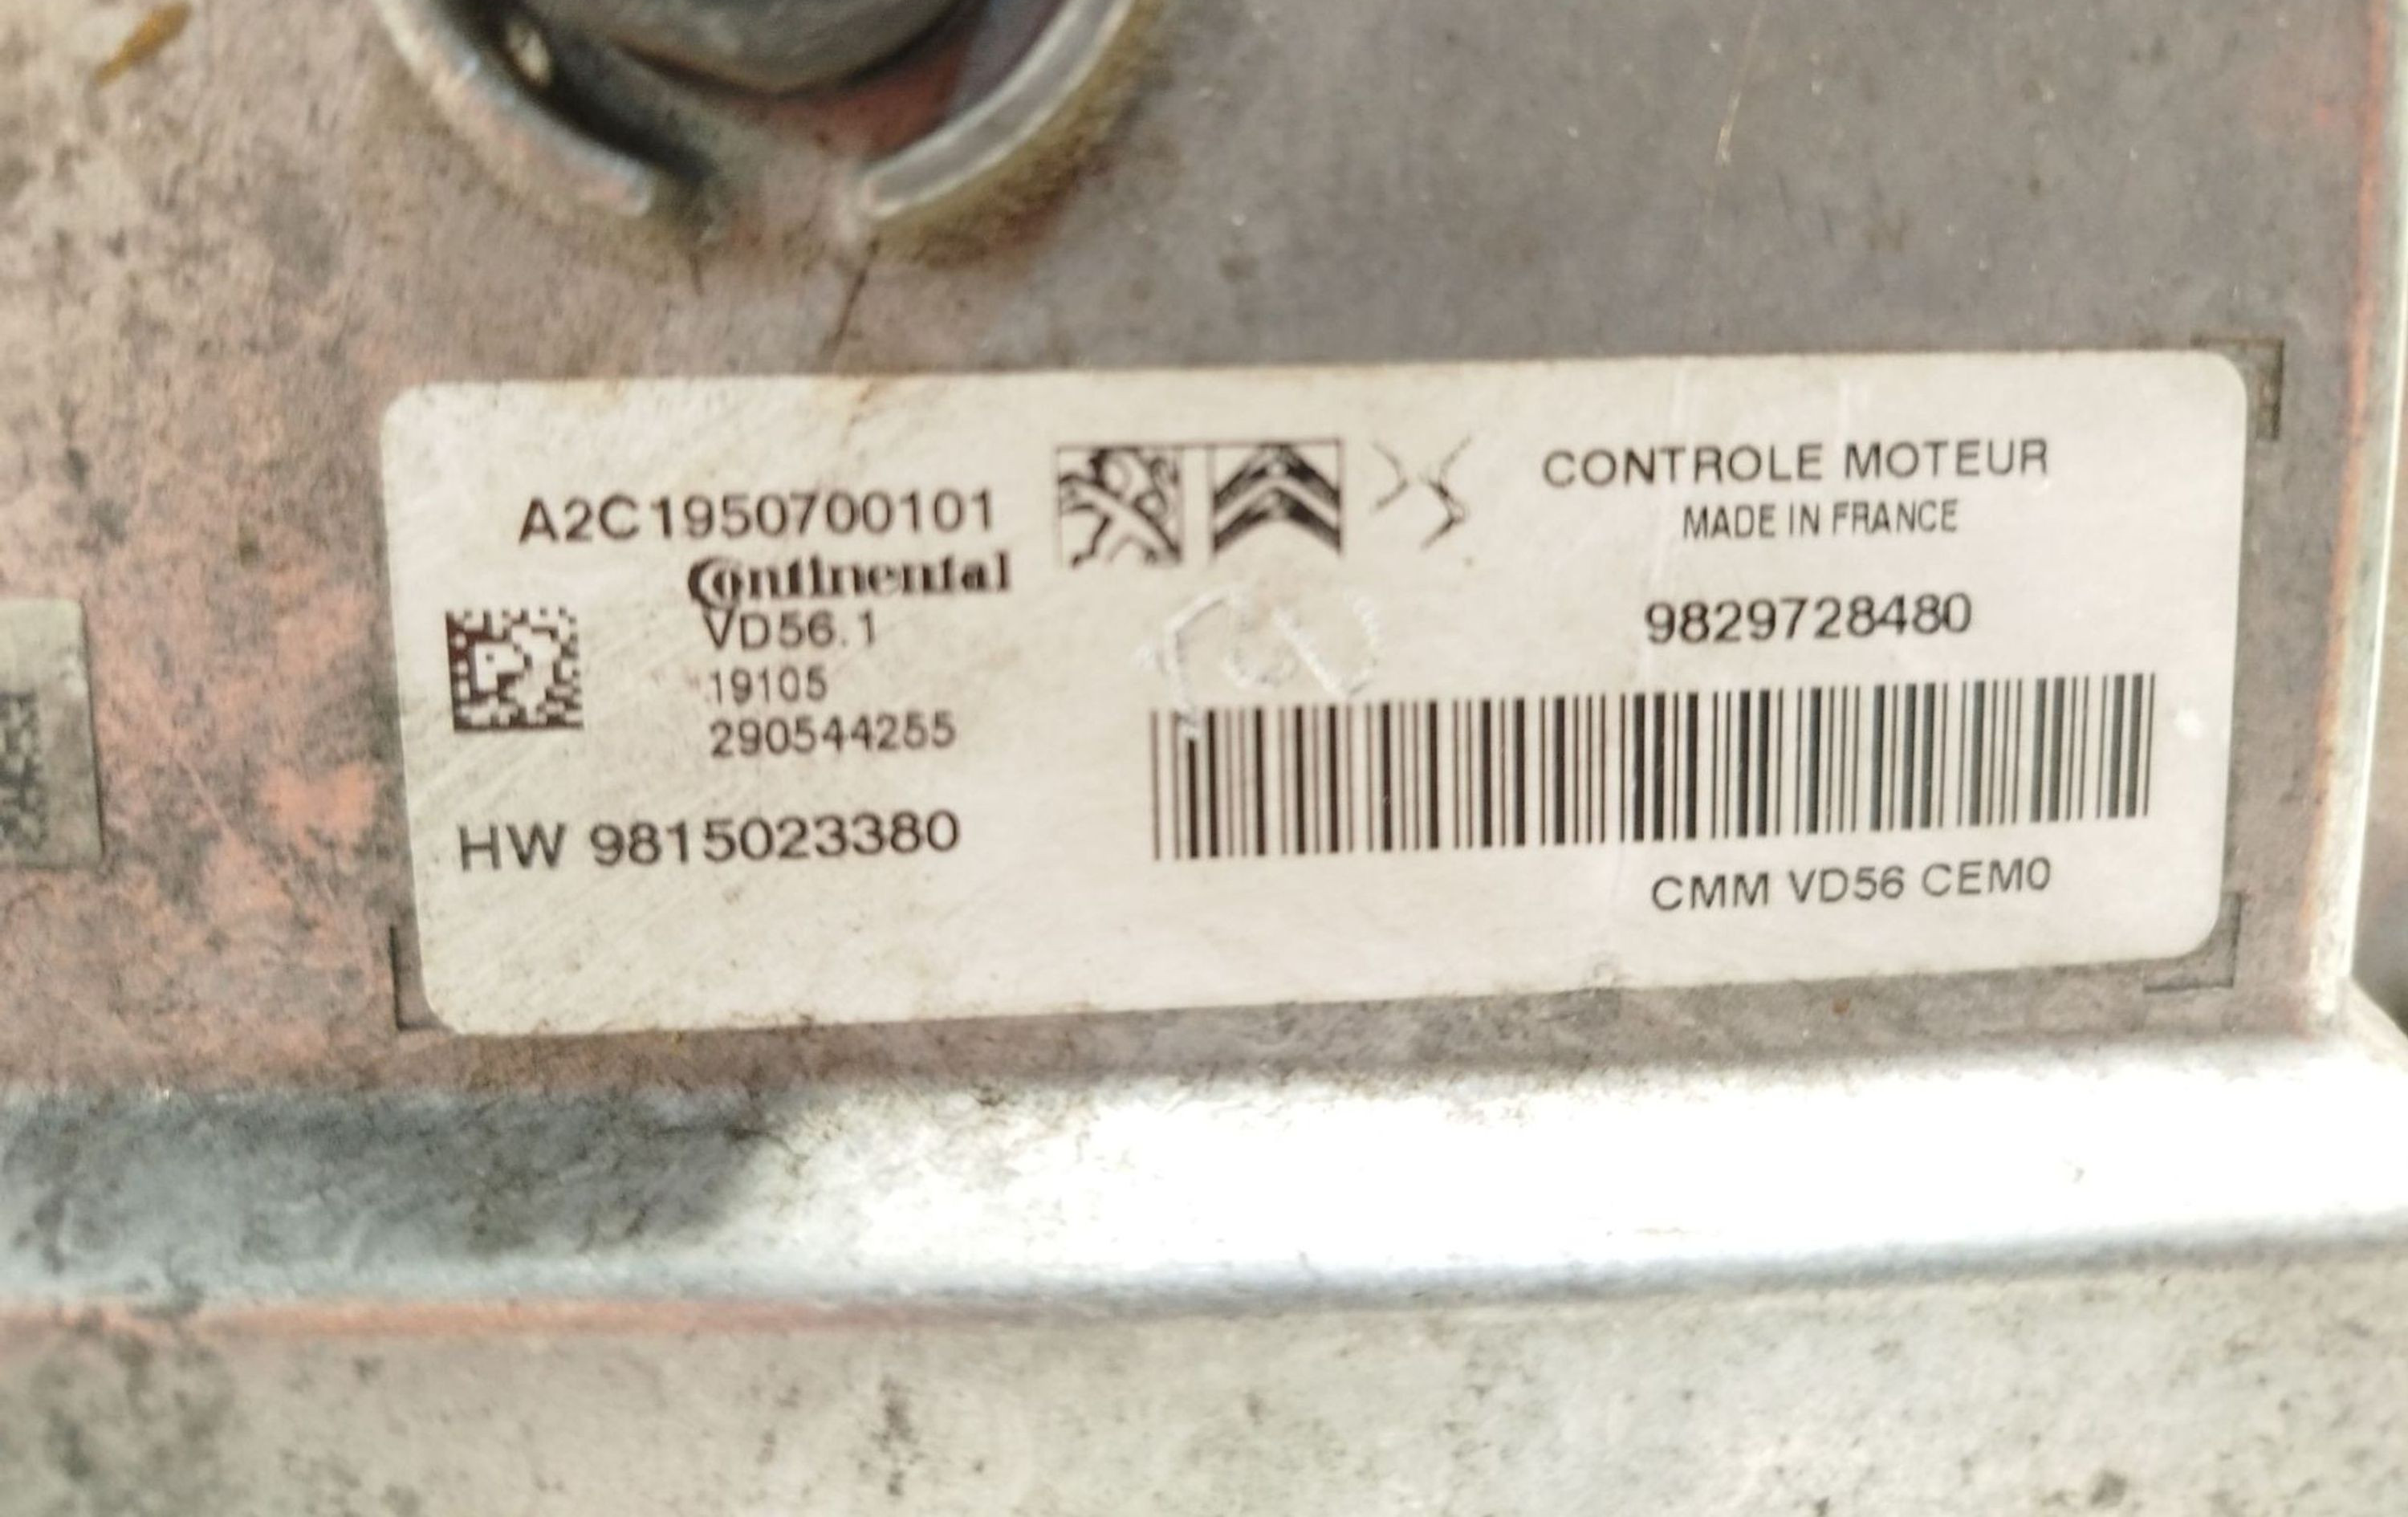 A2C1950700101
Continental
VD56.1
19105
290544255
HW 9815023380
CONTROLE MOTEUR
MADE IN FRANCE
9829728480
CMM VD56 CEM0